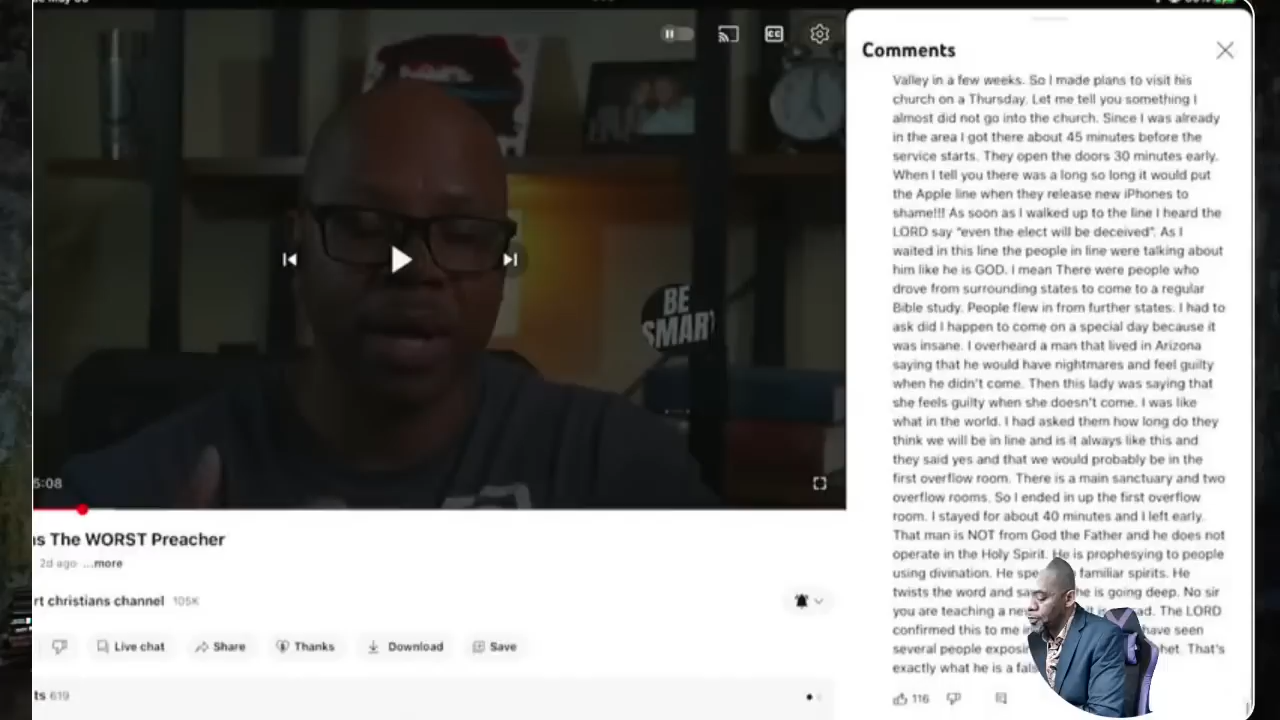 Comments
Valley in a few weeks. So I made plans to visit his
church on a Thursday. Let me tell you something I
almost did not go into the church. Since I was already
in the area I got there about 45 minutes before the
service starts. They open the doors 30 minutes early.
When I tell you there was a long so long it would put
the Apple line when they release new iPhones to
shame!!! As soon as I walked up to the line I heard the
LORD say “even the elect will be deceived”. As I
waited in this line the people in line were talking about
him like he is GOD. I mean There were people who
drove from surrounding states to come to a regular
Bible study. People flew in from further states. I had to
ask did I happen to come on a special day because it
was insane. I overheard a man that lived in Arizona
saying that he would have nightmares and feel guilty
when he didn't come. Then this lady was saying that
she feels guilty when she doesn't come. I was like
what in the world. I had asked them how long do they
think we will be in line and is it always like this and
they said yes and that we would probably be in the
first overflow room. There is a main sanctuary and two
overflow rooms. So I ended in up the first overflow
room. I stayed for about 40 minutes and I left early.
That man is NOT from God the Father and he does not
operate in the Holy Spirit. He is prophesying to people
using divination. He familiar spirits. He
twists the word and he is going deep. No sir
you are teaching a The LORD
confirmed this to me have seen
several people That's
exactly what he is a
116
CC
BE
SMART
5:08
The WORST Preacher
2d ago ...more
christians channel 105K
Live chat
Share
Thanks
Download
Save
619